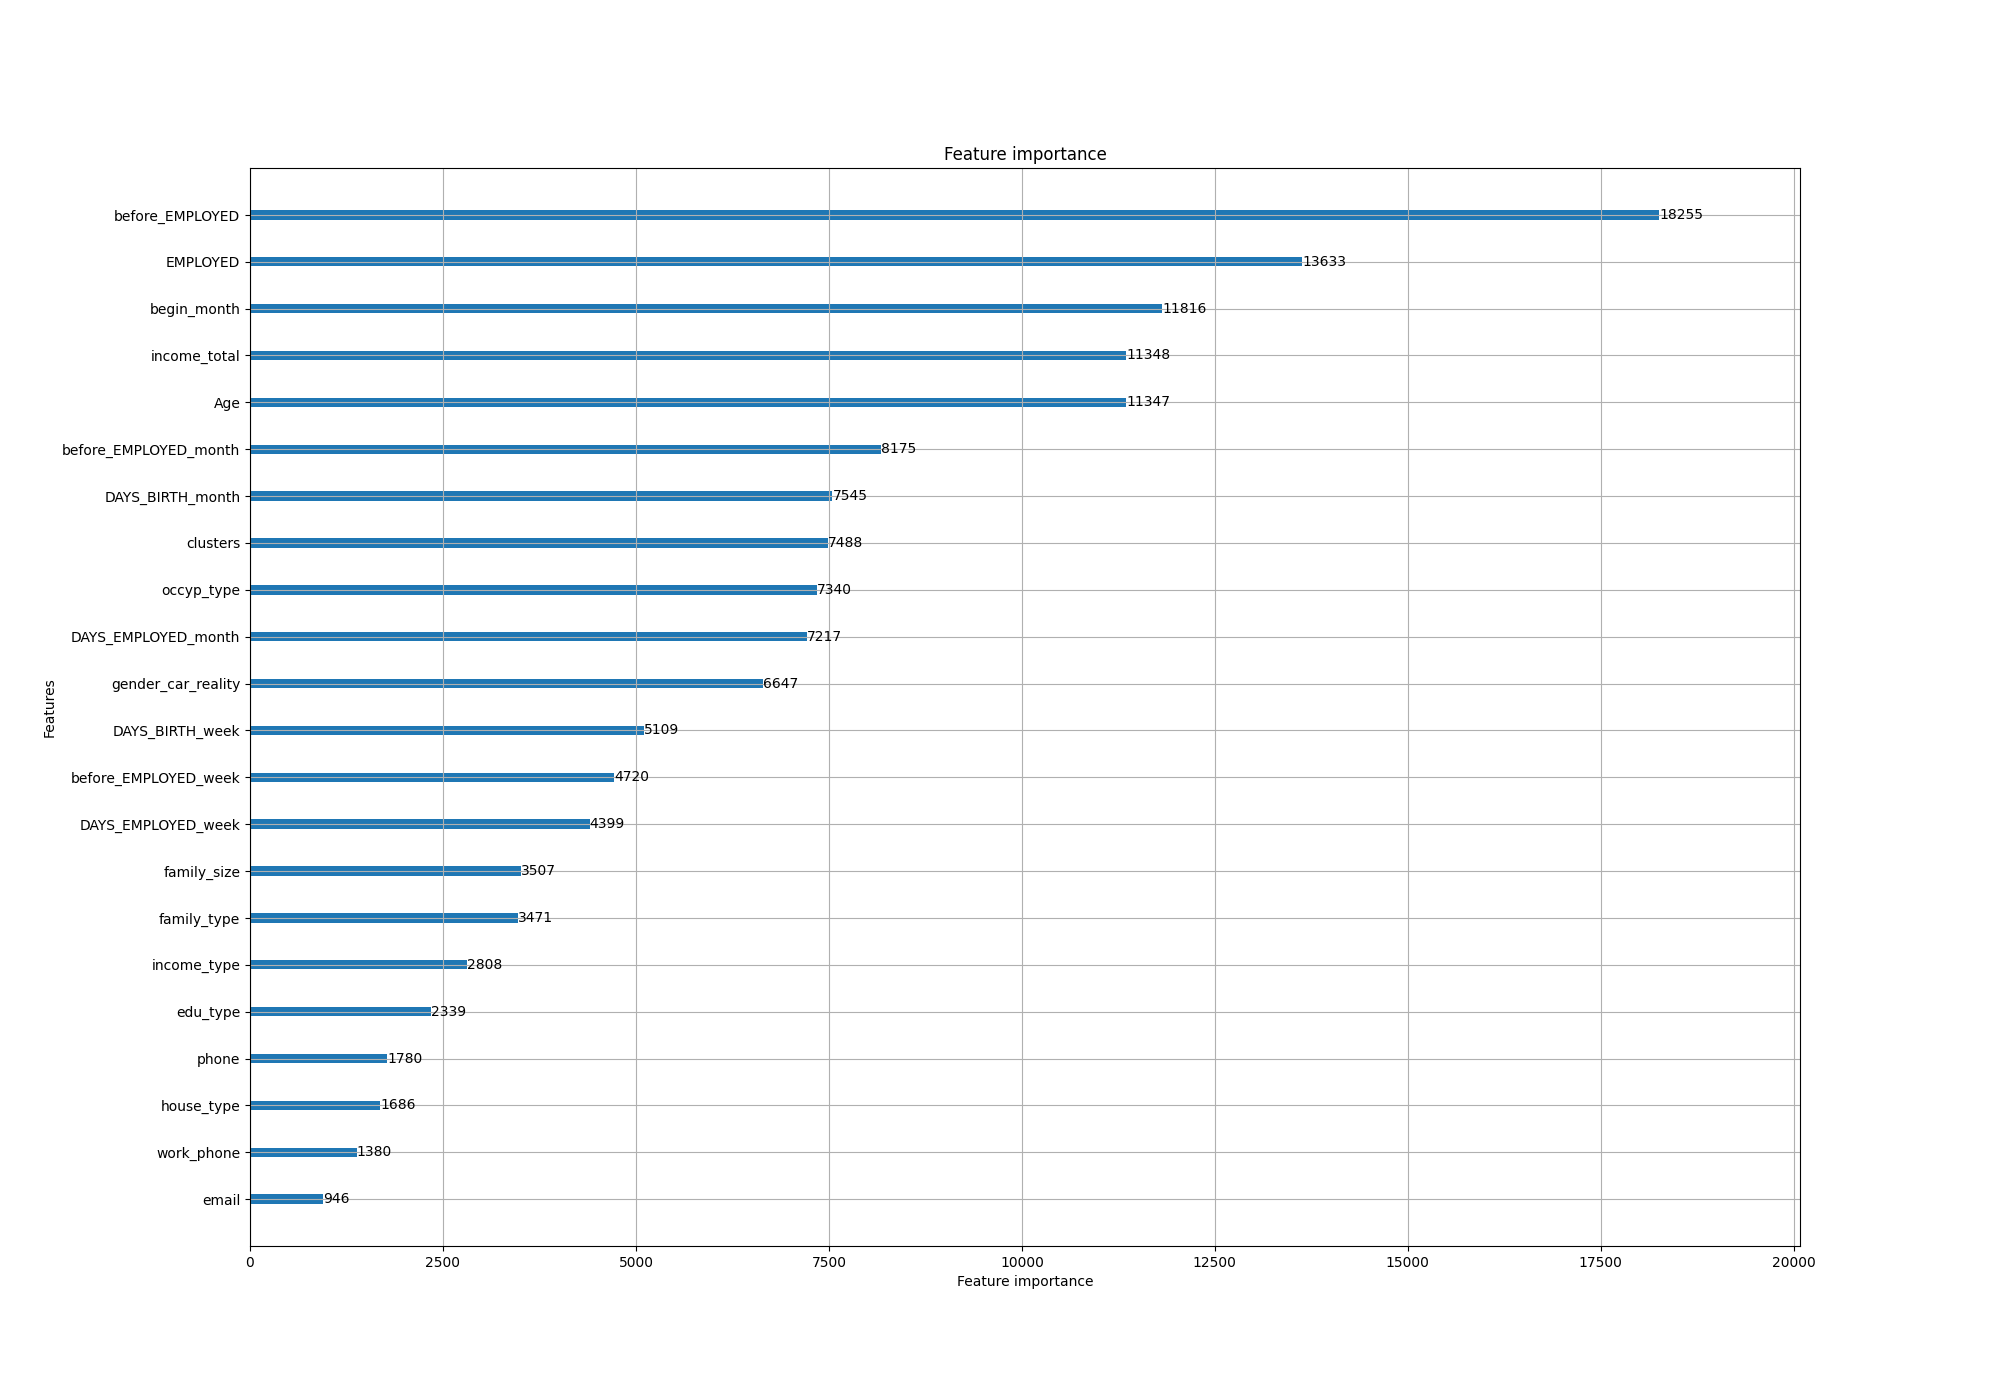 Feature importance
before_EMPLOYED 18255
EMPLOYED 13633
begin_month 11816
income_total 11348
Age 11347
before_EMPLOYED_month 8175
DAYS_BIRTH_month 7545
clusters 7488
occyp_type 7340
DAYS_EMPLOYED_month 7217
gender_car_reality 6647
Features
DAYS_BIRTH_week 5109
before_EMPLOYED_week 4720
DAYS_EMPLOYED_week 4399
family_size 3507
family_type 3471
income_type 2808
edu_type 2339
phone 1780
house_type 1686
work_phone 1380
email 946
0 2500 5000 7500 10000 12500 15000 17500 20000
Feature importance